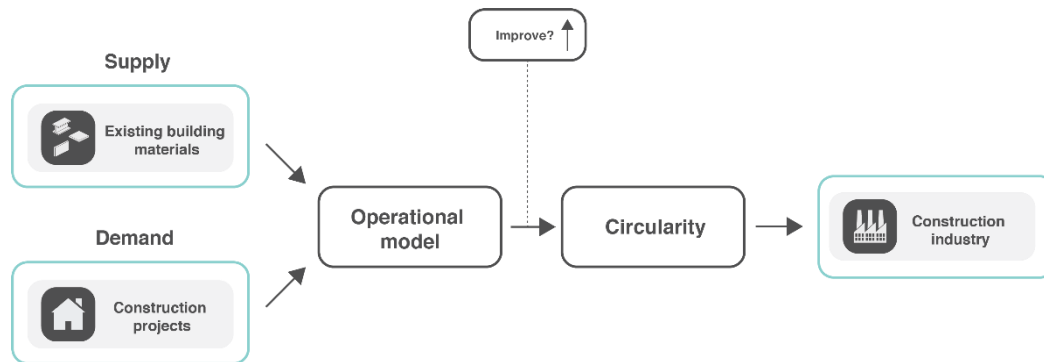 Improve?
Supply
Existing building
materials
Operational
model
Circularity
Construction
industry
Demand
Construction
projects